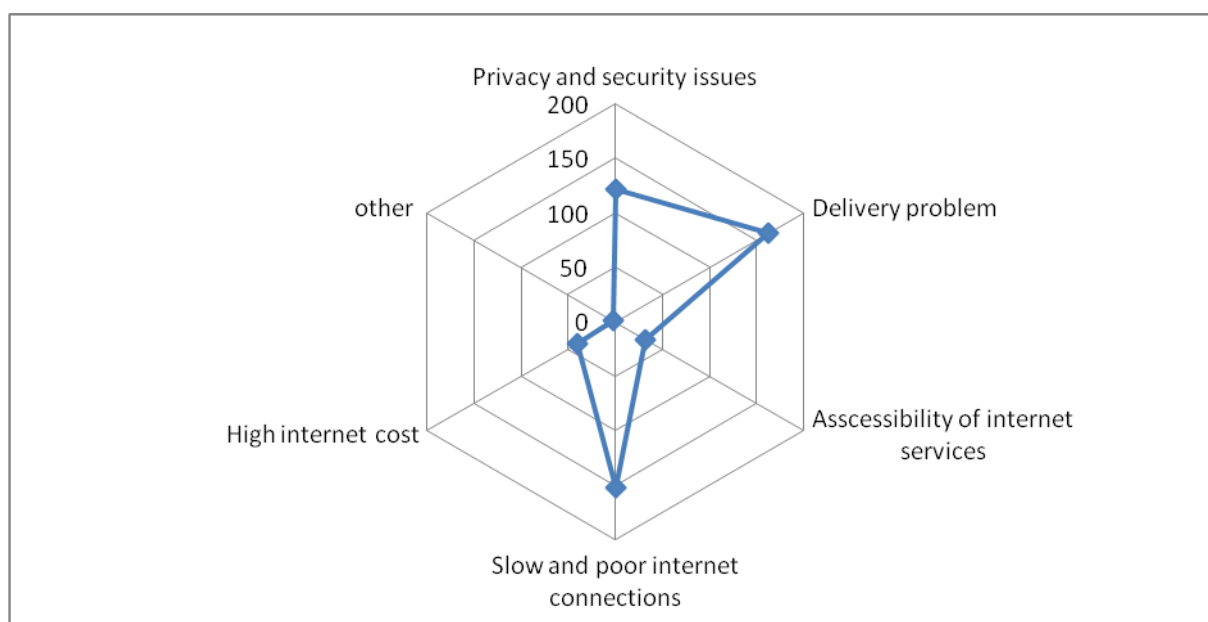 Privacy and security issues
200
150
100
50
0
other
Delivery problem
High internet cost
Asscessibility of internet
services
Slow and poor internet
connections